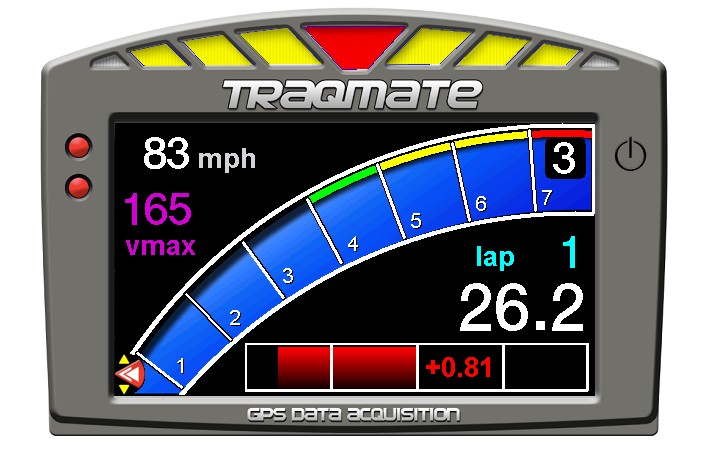 TRAQMATE
83 mph
3
165
vmax
1
2
3
4
5
6
7
lap 1
26.2
+0.81
GPS DATA ACQUISITION